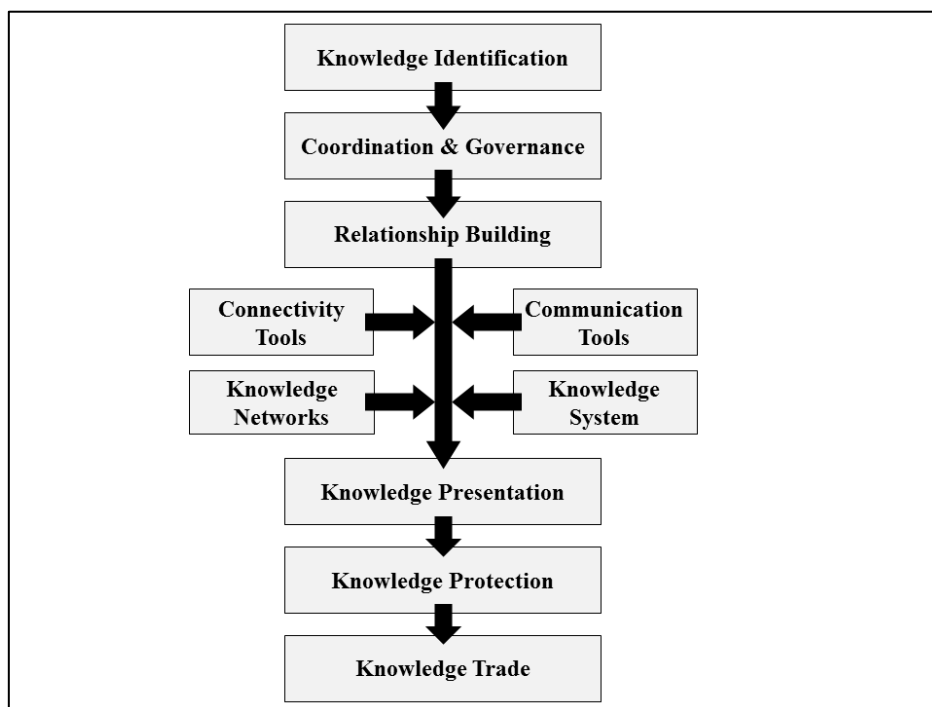 Knowledge Identification
Coordination & Governance
Relationship Building
Connectivity
Tools
Communication
Tools
Knowledge
Networks
Knowledge
System
Knowledge Presentation
Knowledge Protection
Knowledge Trade